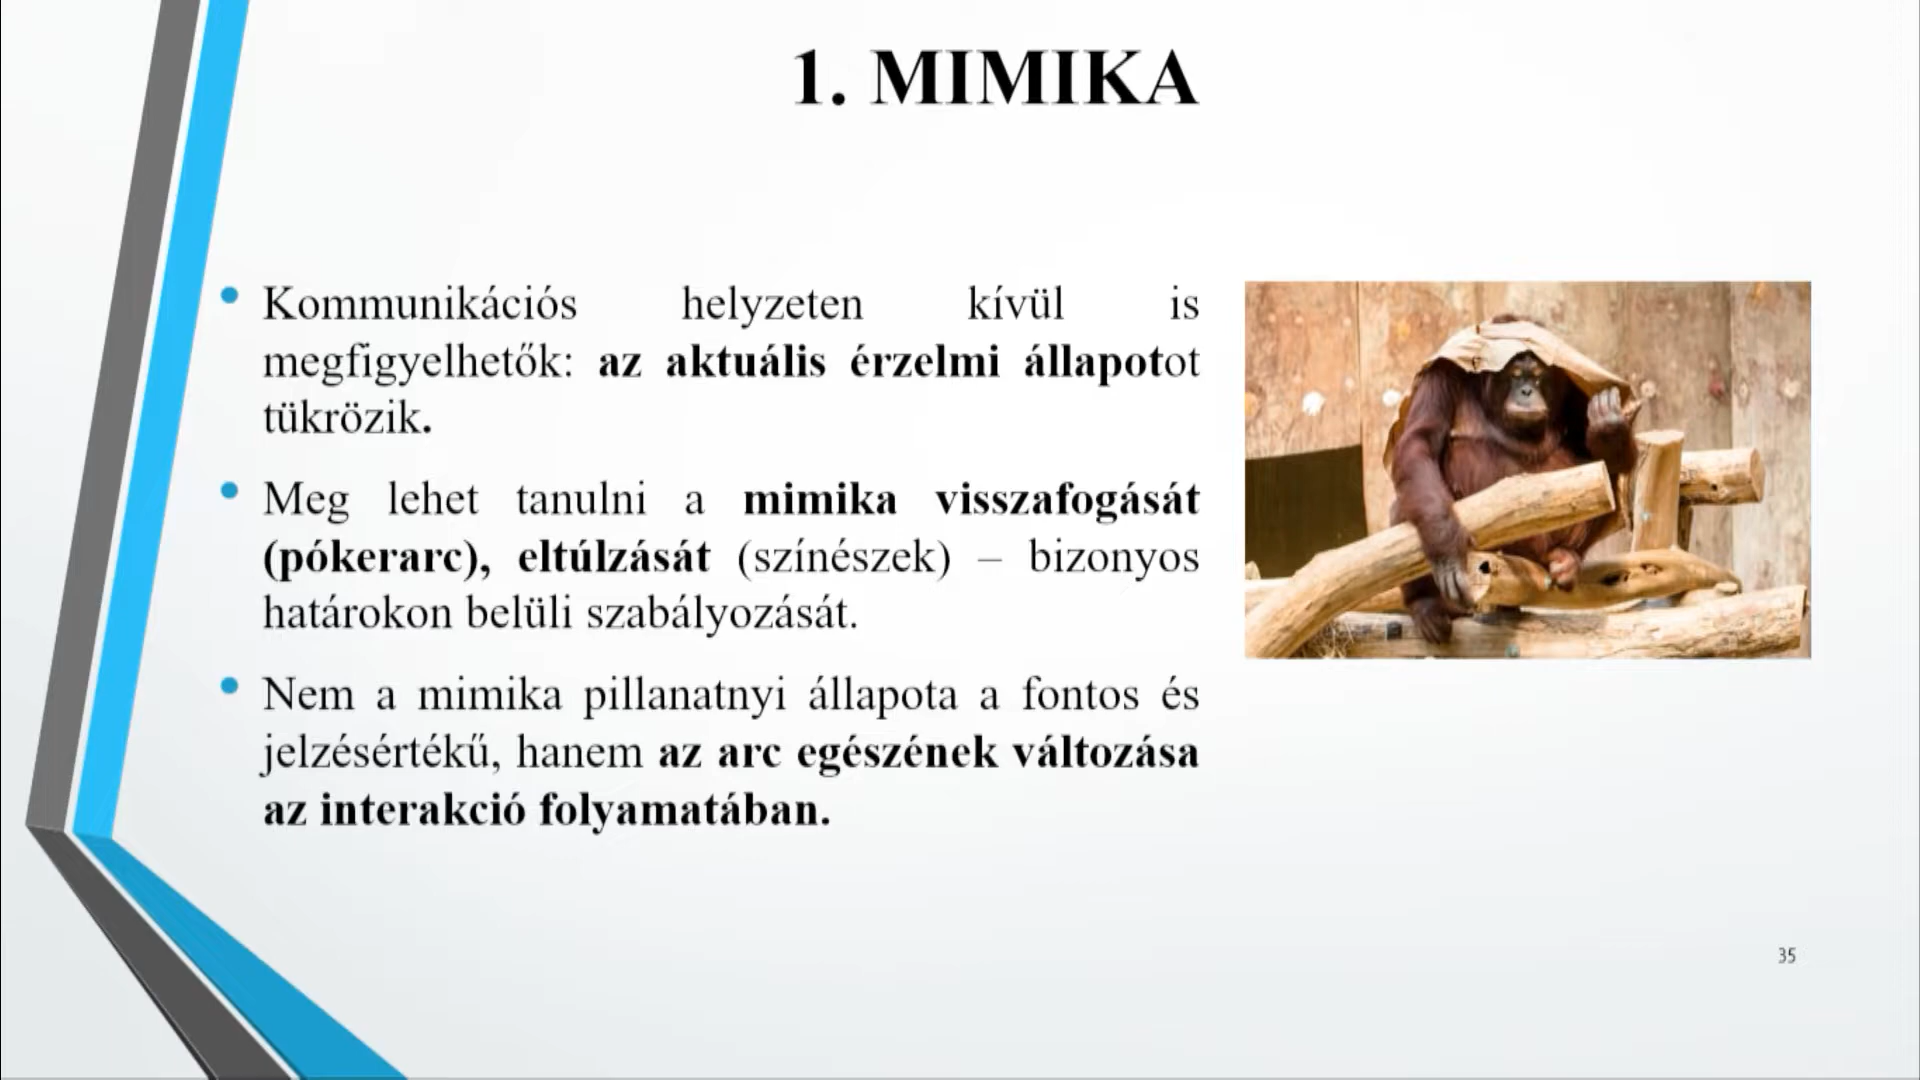 1. MIMIKA
Kommunikációs helyzeten kívül is
megfigyelhetők: az aktuális érzelmi állapotot
tükrözik.
Meg lehet tanulni a mimika visszafogását
(pókerarc), eltúlzását (színészek) – bizonyos
határokon belüli szabályozását.
Nem a mimika pillanatnyi állapota a fontos és
jelzésértékű, hanem az arc egészének változása
az interakció folyamatában.
35